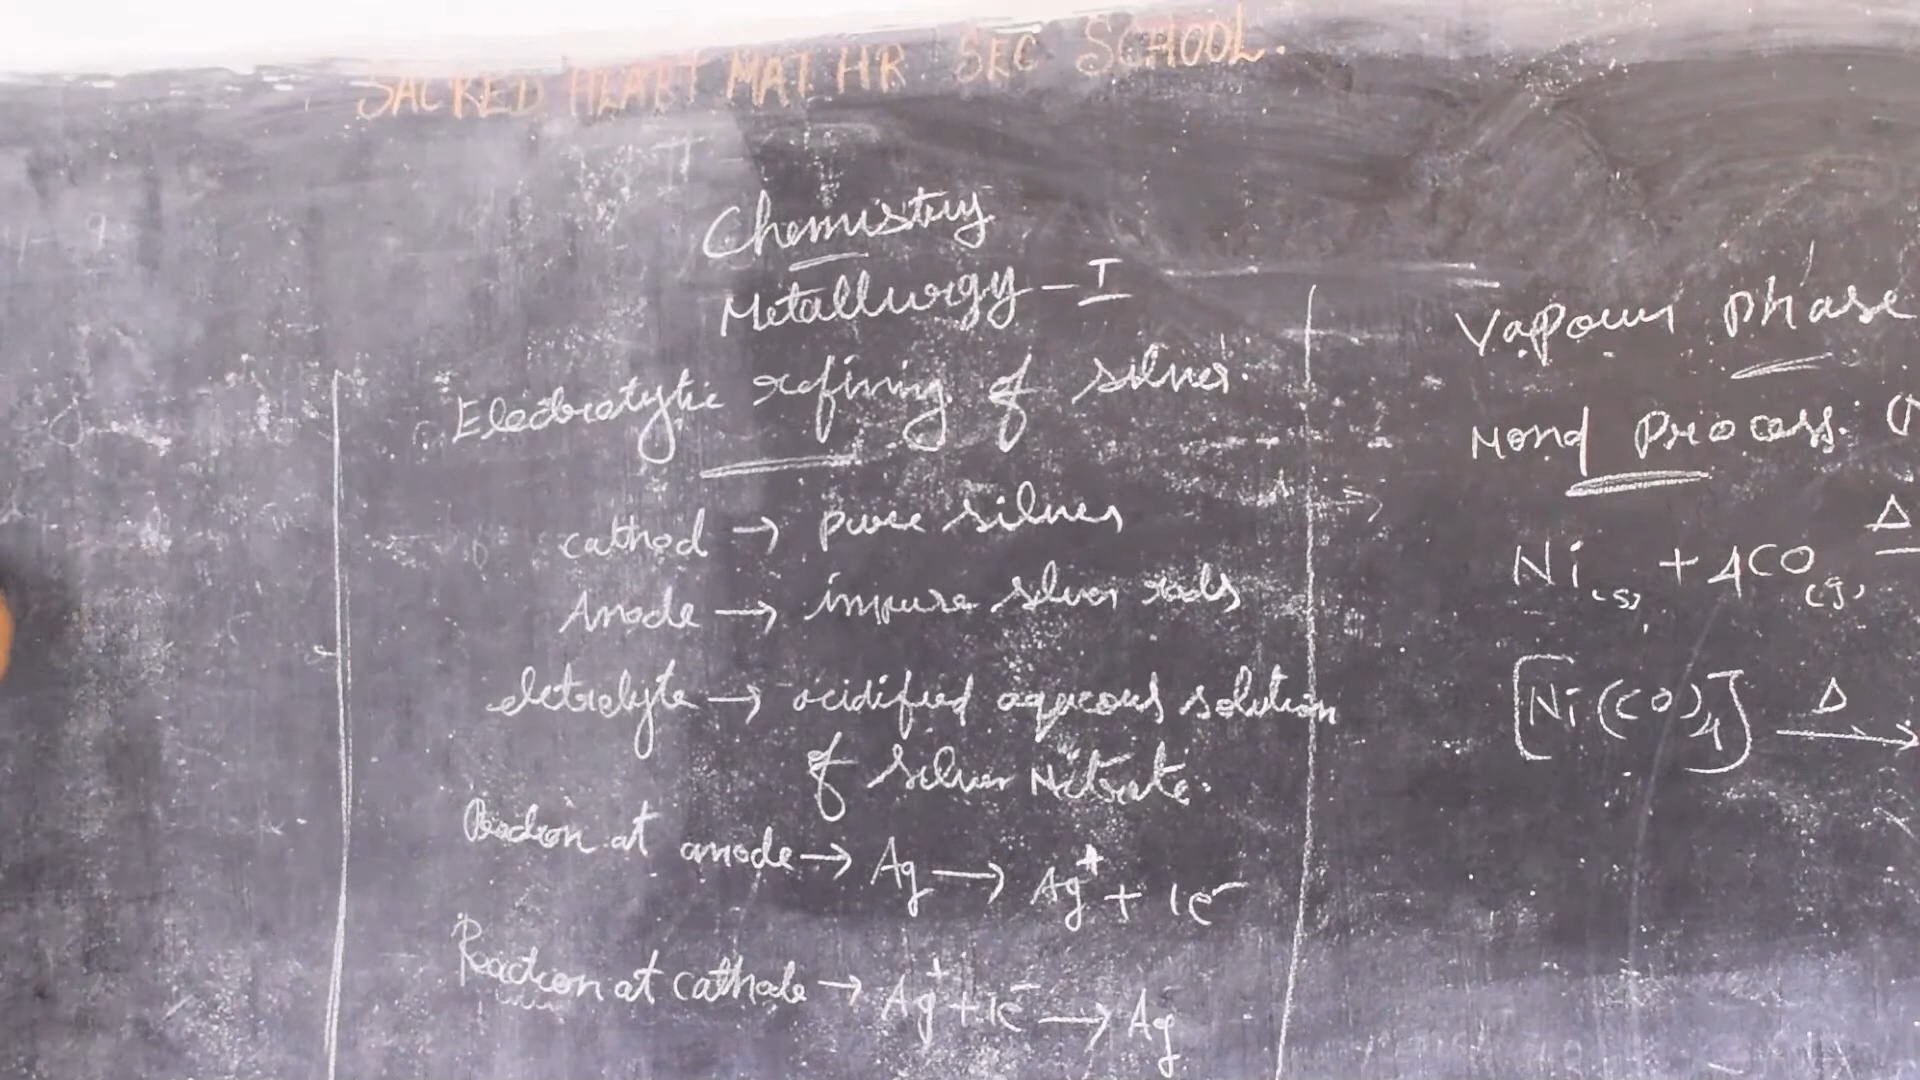 SACRED HEART MAT HR. SEC SCHOOL.
Chemistry
Metallurgy - I
Electrolytic refining of silver.
cathod → pure silver
Anode → impure silver rods
eletrolyte → acidified aqueous solution
of silver Nitrate.
Reaction at anode → Ag → Ag⁺ + 1e⁻
Reaction at cathode → Ag⁺ + 1e⁻ → Ag
Vapour Phase
Mond Process.
Ni(s) + 4CO(g) Δ
[Ni(CO)4] Δ →